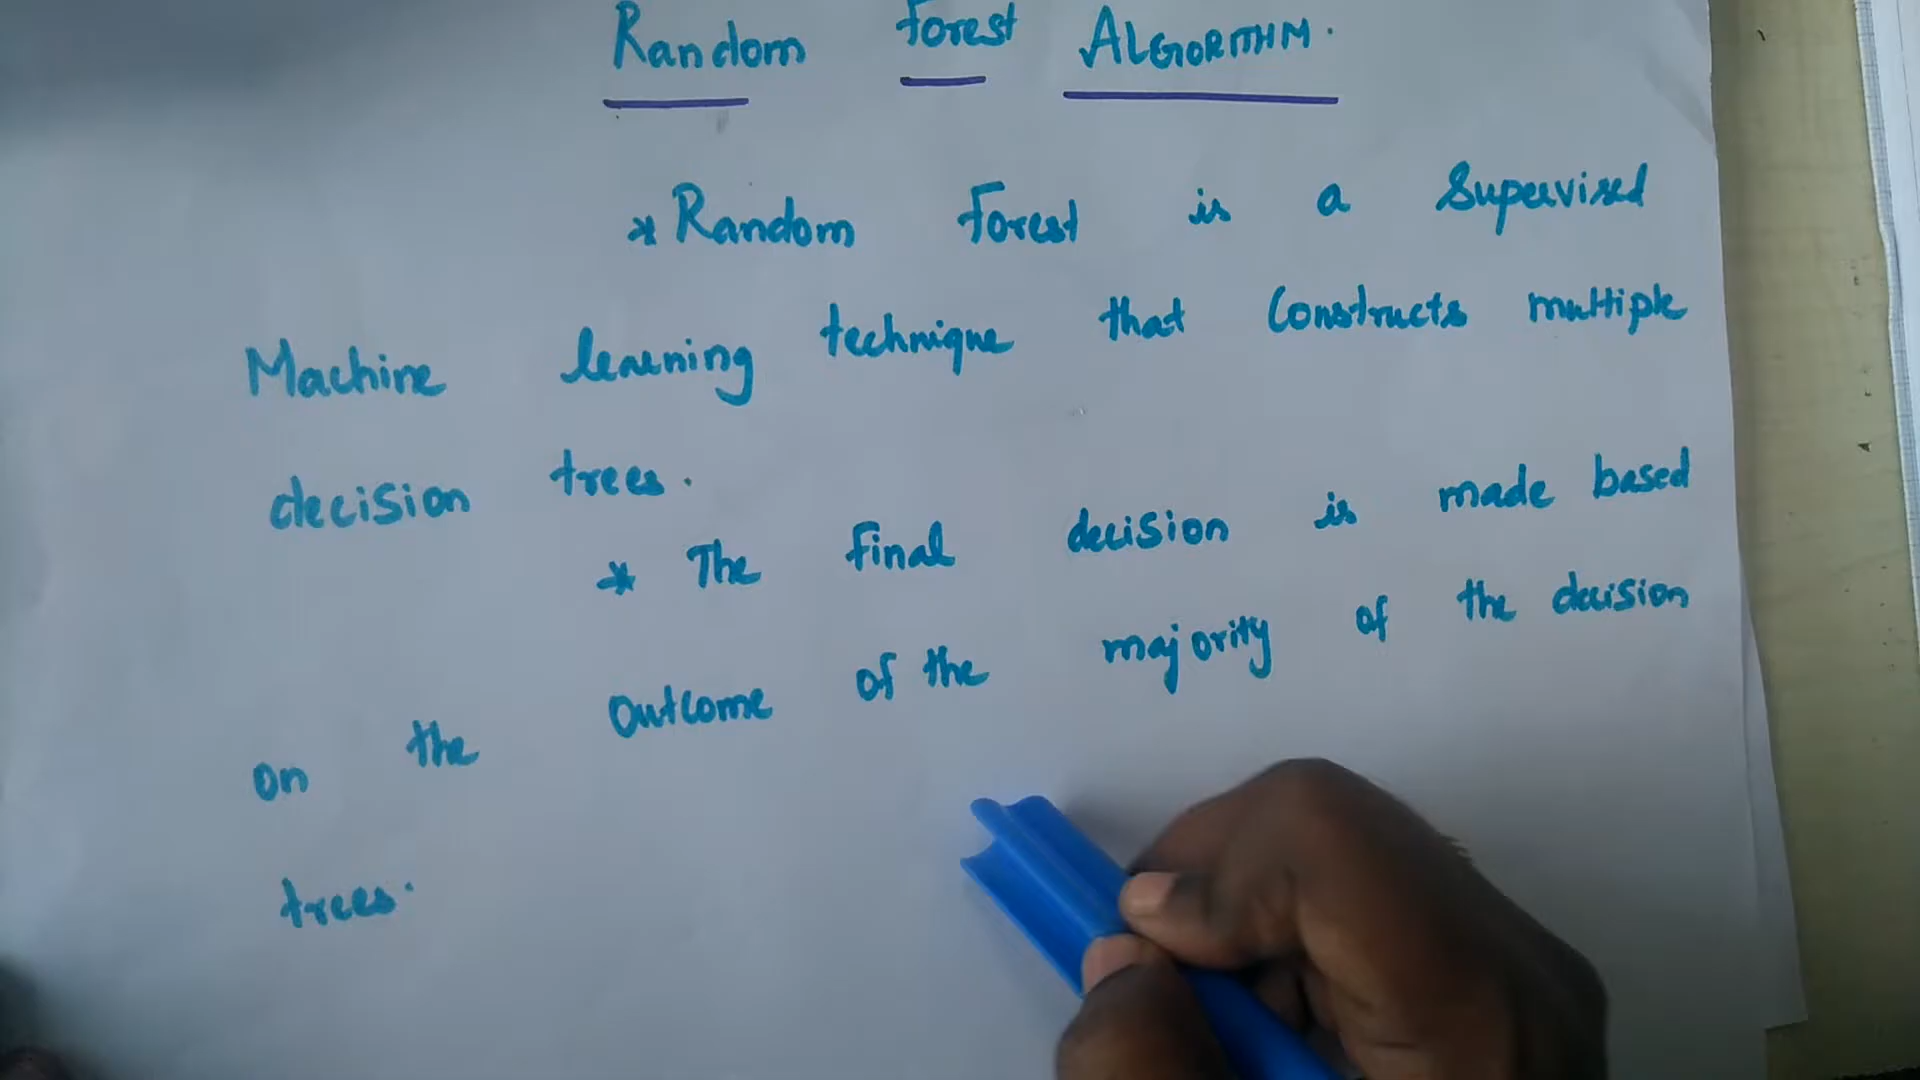 Random Forest ALGORITHM.
* Random Forest is a Supervised
Machine learning technique that constructs multiple
decision trees.
* The final decision is made based
on the outcome of the majority of the decision
trees.